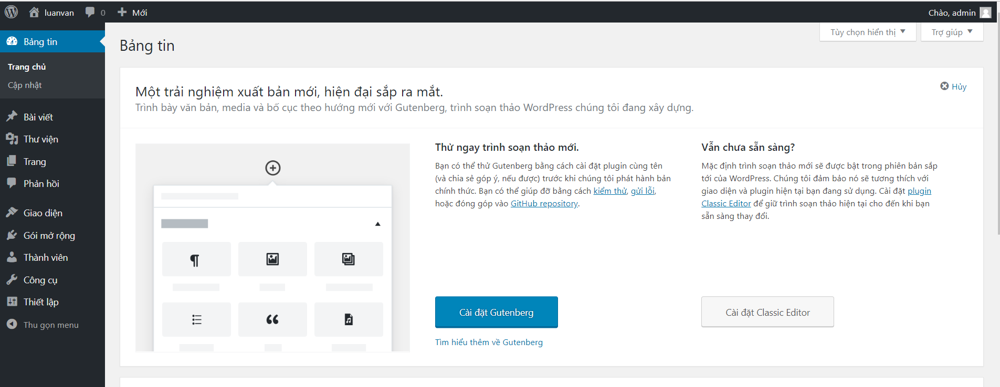 luanvan 0 Mới Chào, admin
Tùy chọn hiển thị Trợ giúp
Bảng tin
Trang chủ
Cập nhật
Bài viết
Thư viện
Trang
Phản hồi
Giao diện
Gói mở rộng
Thành viên
Công cụ
Thiết lập
Thu gọn menu
Bảng tin
Một trải nghiệm xuất bản mới, hiện đại sắp ra mắt.
Hủy
Trình bày văn bản, media và bố cục theo hướng mới với Gutenberg, trình soạn thảo WordPress chúng tôi đang xây dựng.
Thử ngay trình soạn thảo mới.
Bạn có thể thử Gutenberg bằng cách cài đặt plugin cùng tên
(và chia sẻ góp ý, nếu được) trước khi chúng tôi phát hành bản
chính thức. Bạn có thể giúp đỡ bằng cách kiểm thử, gửi lỗi,
hoặc đóng góp vào GitHub repository.
Cài đặt Gutenberg
Tìm hiểu thêm về Gutenberg
Vẫn chưa sẵn sàng?
Mặc định trình soạn thảo mới sẽ được bật trong phiên bản sắp
tới của WordPress. Chúng tôi đảm bảo nó sẽ tương thích với
giao diện và plugin hiện tại bạn đang sử dụng. Cài đặt plugin
Classic Editor để giữ trình soạn thảo hiện tại cho đến khi bạn
sẵn sàng thay đổi.
Cài đặt Classic Editor